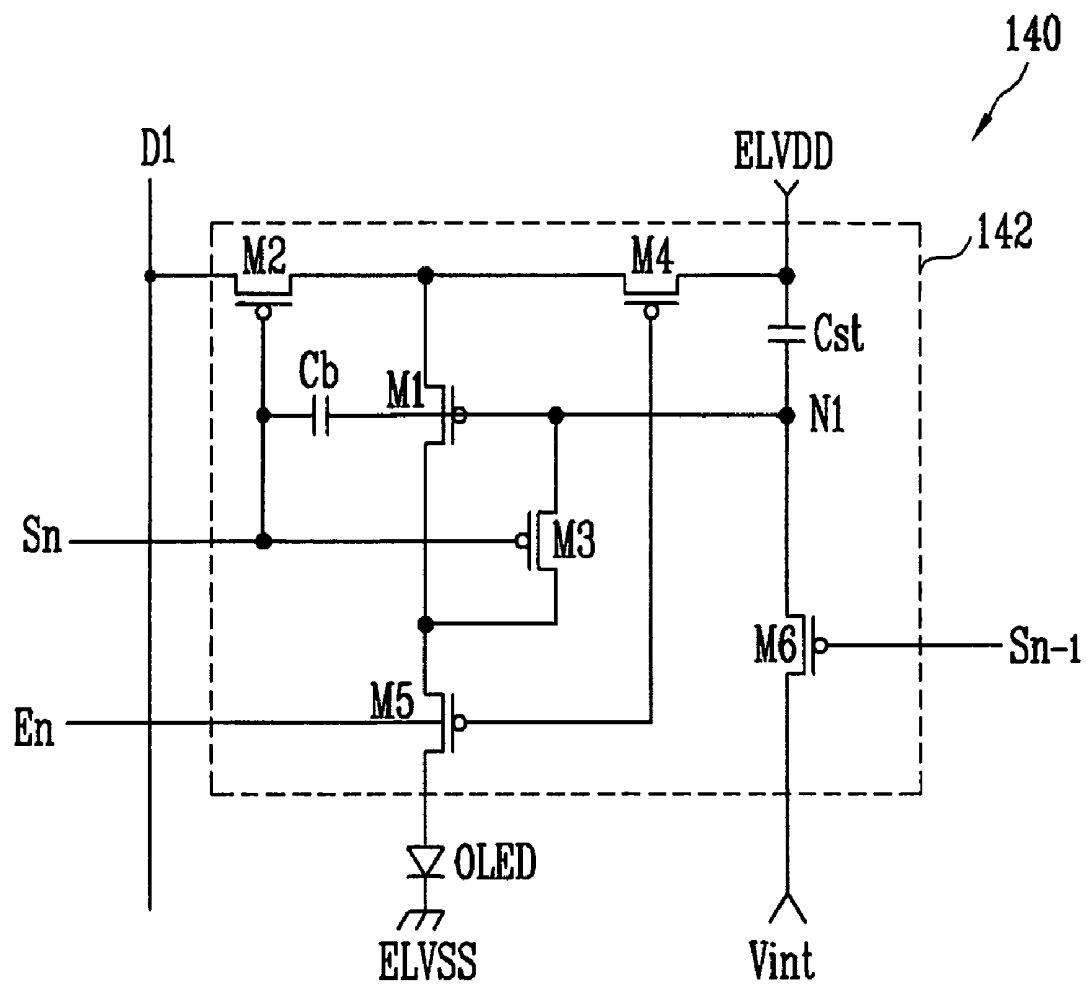 140
D1
ELVDD
142
M2
M4
Cst
Cb
M1
N1
Sn
M3
M6
Sn-1
M5
En
OLED
ELVSS
Vint